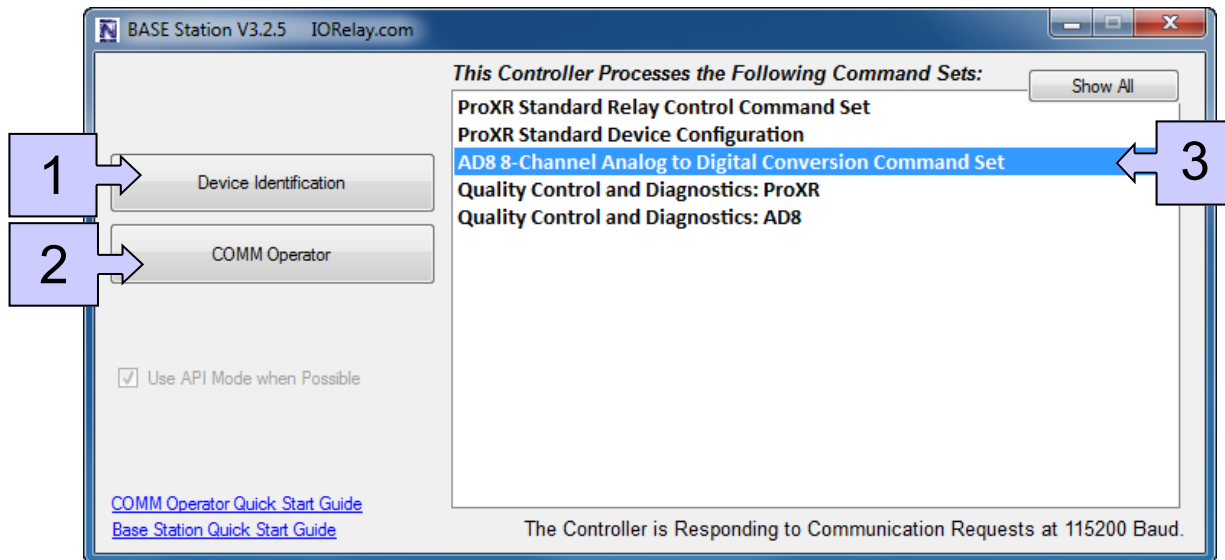 BASE Station V3.2.5 IORelay.com
This Controller Processes the Following Command Sets:
Show All
ProXR Standard Relay Control Command Set
ProXR Standard Device Configuration
AD8 8-Channel Analog to Digital Conversion Command Set
Quality Control and Diagnostics: ProXR
Quality Control and Diagnostics: AD8
1
Device Identification
2
COMM Operator
3
Use API Mode when Possible
COMM Operator Quick Start Guide
Base Station Quick Start Guide
The Controller is Responding to Communication Requests at 115200 Baud.